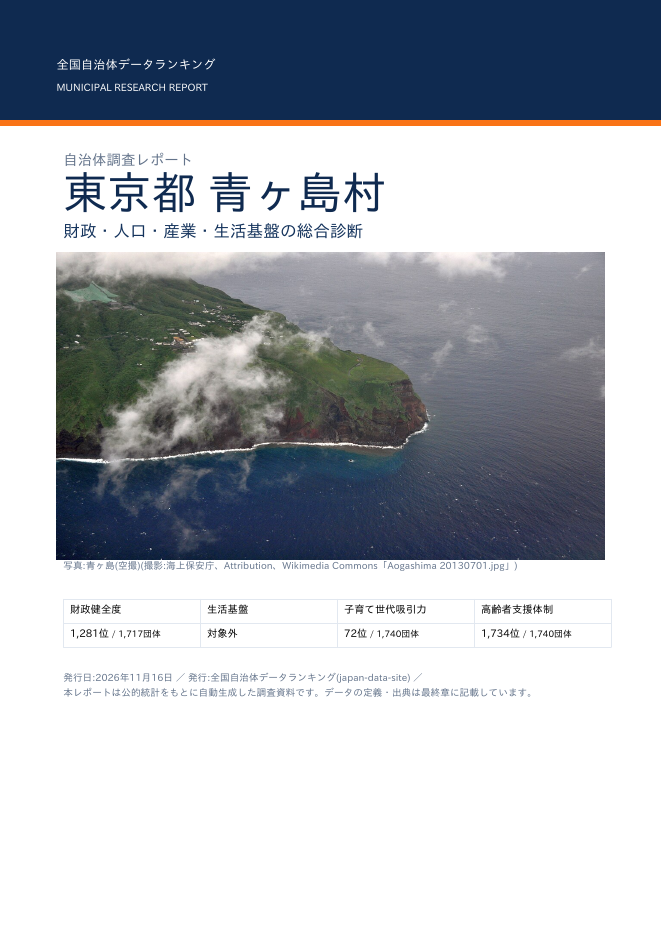 全国自治体データランキング
MUNICIPAL RESEARCH REPORT
自治体調査レポート
東京都 青ヶ島村
財政・人口・産業・生活基盤の総合診断
写真:青ヶ島(空撮)(撮影:海上保安庁、Attribution、Wikimedia Commons「Aogashima 20130701.jpg」)
財政健全度 生活基盤 子育て世代吸引力 高齢者支援体制
1,281位 / 1,717団体 対象外 72位 / 1,740団体 1,734位 / 1,740団体
発行日:2026年11月16日 ／ 発行:全国自治体データランキング(japan-data-site) ／
本レポートは公的統計をもとに自動生成した調査資料です。データの定義・出典は最終章に記載しています。